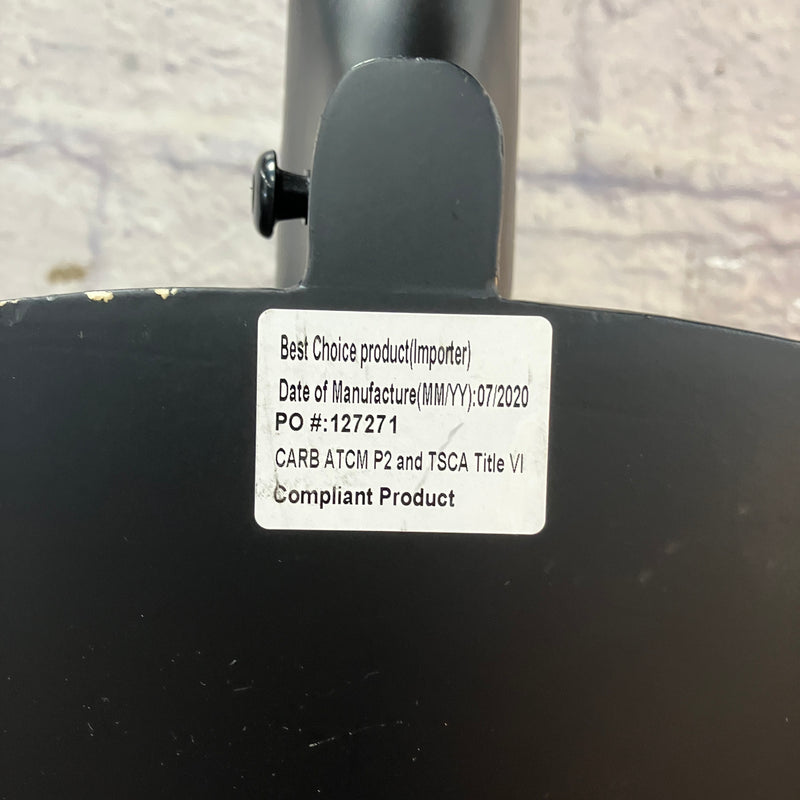 Best Choice product(Importer)
Date of Manufacture(MM/YY):07/2020
PO #:127271
CARB ATCM P2 and TSCA Title VI
Compliant Product